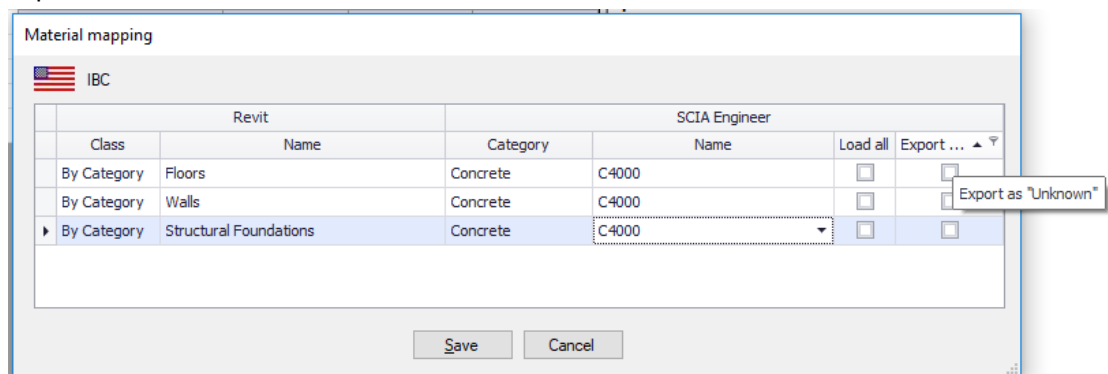 Material mapping
IBC
Revit SCIA Engineer
Class Name Category Name Load all Export ...
By Category Floors Concrete C4000
Export as "Unknown"
By Category Walls Concrete C4000
By Category Structural Foundations Concrete C4000
Save Cancel